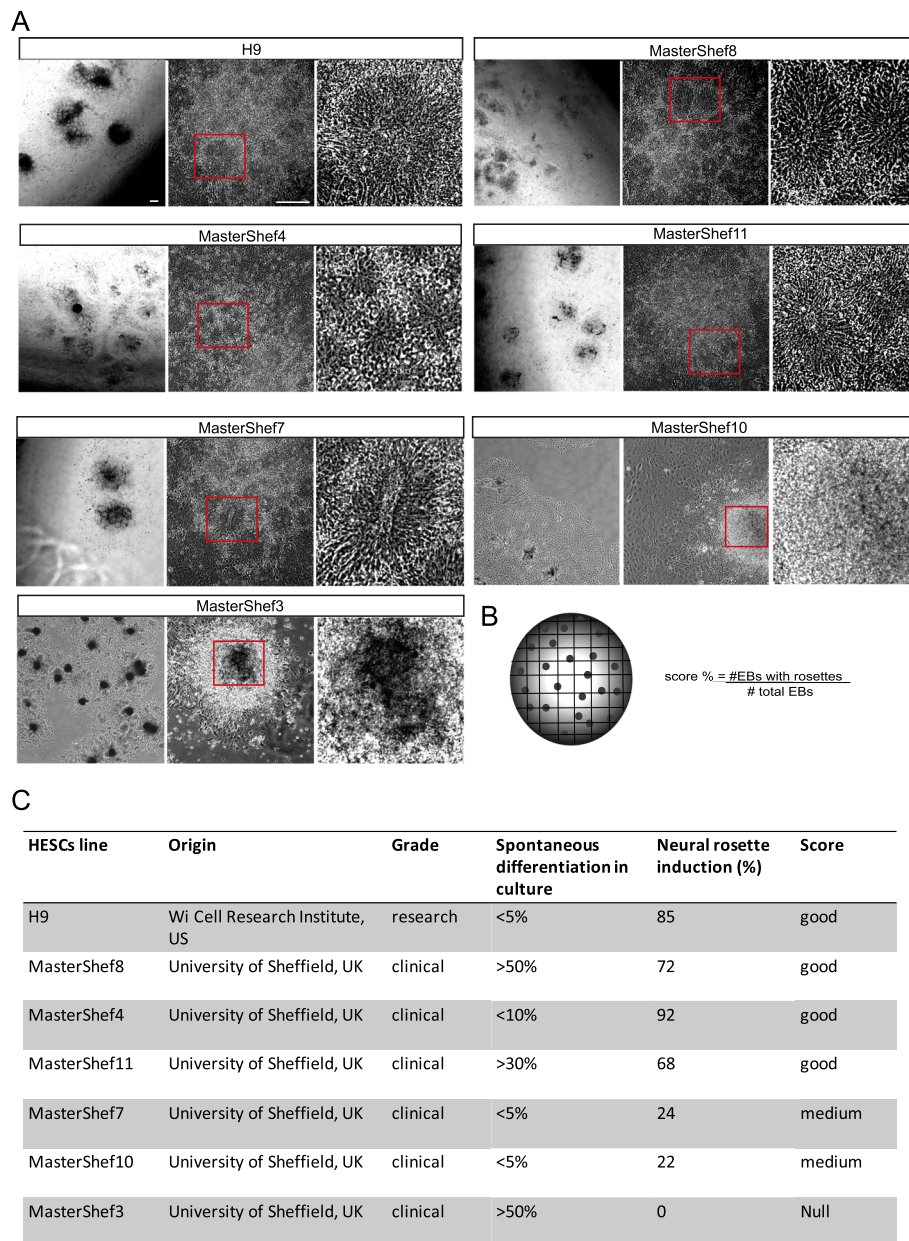 A
H9
MasterShef8
MasterShef4
MasterShef11
MasterShef7
MasterShef10
MasterShef3
B
score % = #EBs with rosettes
# total EBs
C
HESCs line Origin Grade Spontaneous differentiation in culture Neural rosette induction (%) Score
H9 Wi Cell Research Institute, US research <5% 85 good
MasterShef8 University of Sheffield, UK clinical >50% 72 good
MasterShef4 University of Sheffield, UK clinical <10% 92 good
MasterShef11 University of Sheffield, UK clinical >30% 68 good
MasterShef7 University of Sheffield, UK clinical <5% 24 medium
MasterShef10 University of Sheffield, UK clinical <5% 22 medium
MasterShef3 University of Sheffield, UK clinical >50% 0 Null